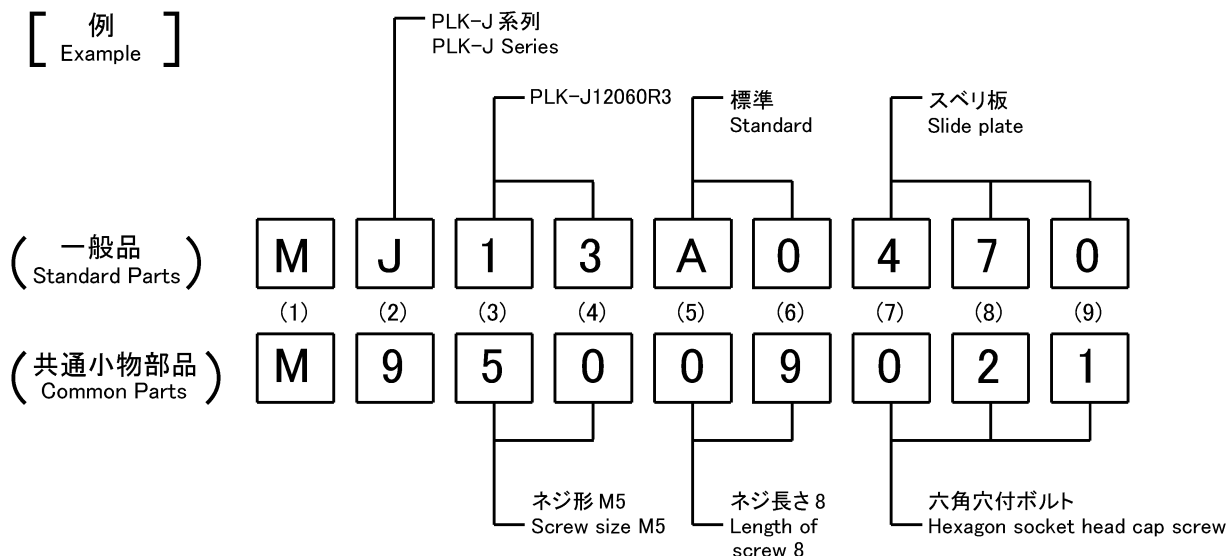 例
Example
PLK-J 系列
PLK-J Series
PLK-J12060R3
標準
Standard
スベリ板
Slide plate
一般品
Standard Parts
M J 1 3 A 0 4 7 0
(1) (2) (3) (4) (5) (6) (7) (8) (9)
共通小物部品
Common Parts
M 9 5 0 0 9 0 2 1
ネジ形 M5
Screw size M5
ネジ長さ 8
Length of
screw 8
六角穴付ボルト
Hexagon socket head cap screw